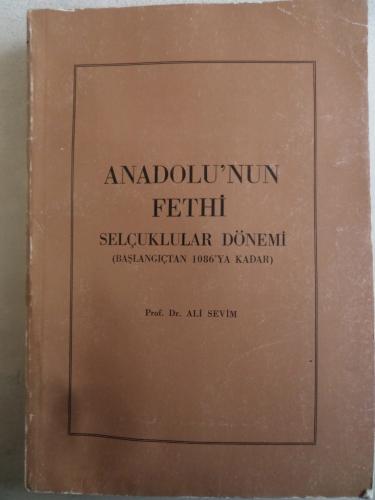 ANADOLU'NUN
FETHİ
SELÇUKLULAR DÖNEMİ
(BAŞLANGIÇTAN 1086'YA KADAR)
Prof. Dr. ALİ SEVİM